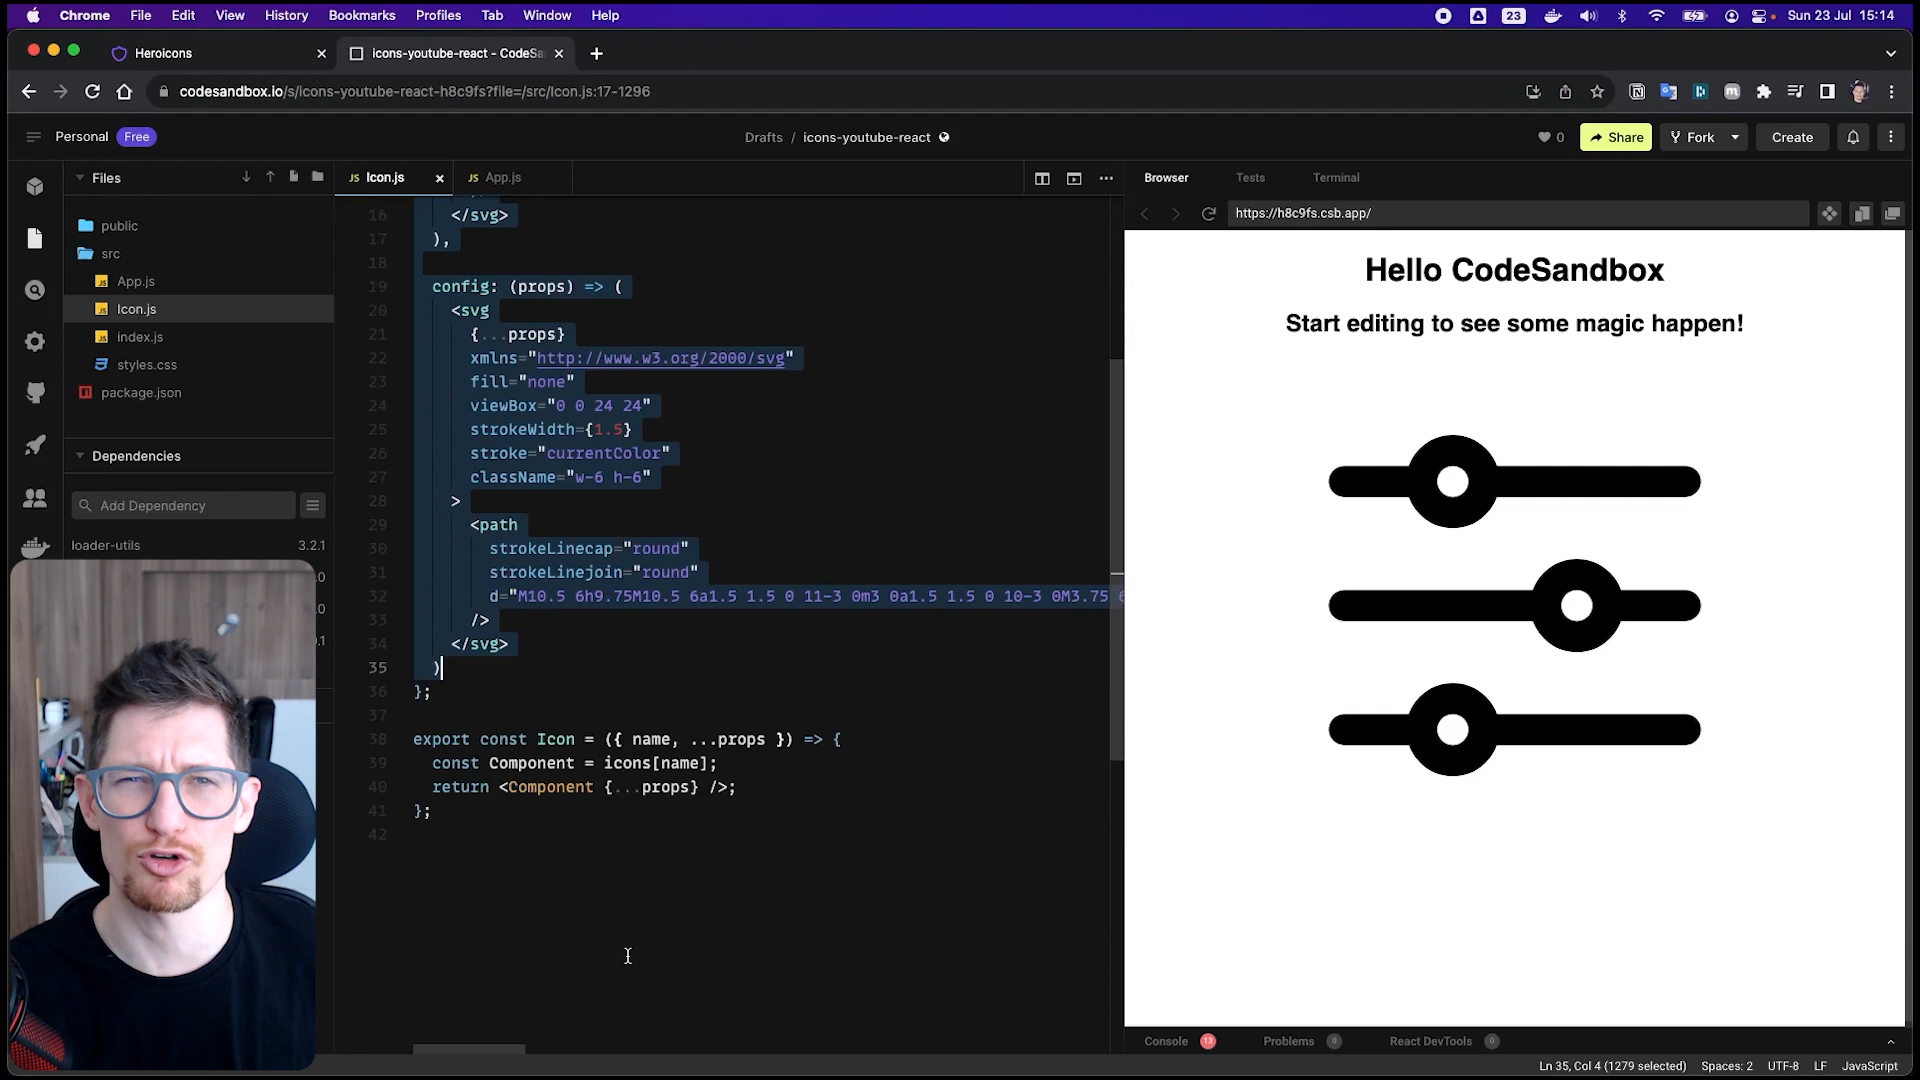 Chrome File Edit View History Bookmarks Profiles Tab Window Help 23 Sun 23 Jul 15:14
Heroicons
icons-youtube-react - CodeSa
codesandbox.io/s/icons-youtube-react-h8c9fs?file=/src/Icon.js:17-1296
Personal Free
Drafts / icons-youtube-react
0 Share Fork Create
Files
public
src
JS App.js
JS Icon.js
JS index.js
styles.css
package.json
Dependencies
Add Dependency
loader-utils 3.2.1
.0
.0
.1
JS Icon.js
JS App.js
16 </svg>
17 ),
18
19 config: (props) => (
20 <svg
21 {...props}
22 xmlns="http://www.w3.org/2000/svg"
23 fill="none"
24 viewBox="0 0 24 24"
25 strokeWidth={1.5}
26 stroke="currentColor"
27 className="w-6 h-6"
28 >
29 <path
30 strokeLinecap="round"
31 strokeLinejoin="round"
32 d="M10.5 6h9.75M10.5 6a1.5 1.5 0 11-3 0m3 0a1.5 1.5 0 10-3 0M3.75 6
33 />
34 </svg>
35 )
36 };
37
38 export const Icon = ({ name, ...props }) => {
39 const Component = icons[name];
40 return <Component {...props} />;
41 };
42
Browser Tests Terminal
https://h8c9fs.csb.app/
Hello CodeSandbox
Start editing to see some magic happen!
Console 13 Problems 0 React DevTools 0
Ln 35, Col 4 (1279 selected) Spaces: 2 UTF-8 LF JavaScript